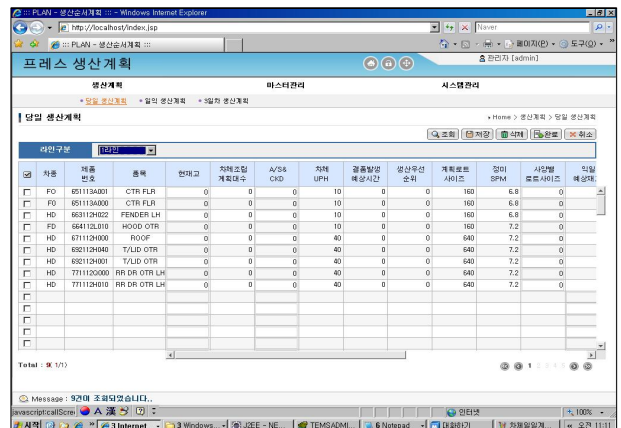 ::: PLAN - 생산순서계획 ::: - Windows Internet Explorer
http://localhost/index.jsp
Naver
::: PLAN - 생산순서계획 :::
페이지(P)
도구(O)
프레스 생산계획
관리자 [admin]
생산계획
마스터관리
시스템관리
당일 생산계획
익일 생산계획
3일차 생산계획
당일 생산계획
Home > 생산계획 > 당일 생산계획
조회 저장 삭제 완료 취소
라인구분 1라인
차종 제품번호 품목 현재고 차체조립계획대수 A/S& CKD 차체 UPH 결품발생예상시간 생산우선순위 계획로트사이즈 정미 SPM 사양별로트사이즈 익일
FO 651113A001 CTR FLR 0 0 0 10 0 0 160 6.8 0
FO 651113A000 CTR FLR 0 0 0 10 0 0 160 6.8 0
HD 663112H022 FENDER LH 0 0 0 10 0 0 160 6.8 0
FD 664112L010 HOOD OTR 0 0 0 10 0 0 160 7.2 0
HD 671112H000 ROOF 0 0 0 40 0 0 640 7.2 0
HD 692112H040 T/LID OTR 0 0 0 40 0 0 640 7.2 0
HD 692112H001 T/LID OTR 0 0 0 40 0 0 640 7.2 0
HD 771112Q000 RR DR OTR LH 0 0 0 40 0 0 640 7.2 0
HD 771112H010 RR DR OTR LH 0 0 0 40 0 0 640 7.2 0
Total : 9( 1/1)
1
Message : 9건이 조회되었습니다..
javascript:callScre
A 漢
인터넷
100%
시작
3 Internet
3 Windows...
J2EE - NE...
TEMSADMI...
6 Notepad
대화하기
오전 11:11